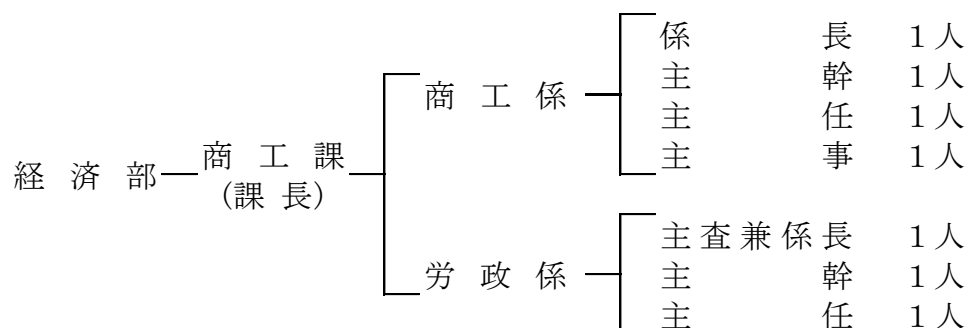 経済部
商工課
(課長)
商工係
係長 1人
主幹 1人
主任 1人
主事 1人
労政係
主査兼係長 1人
主幹 1人
主任 1人